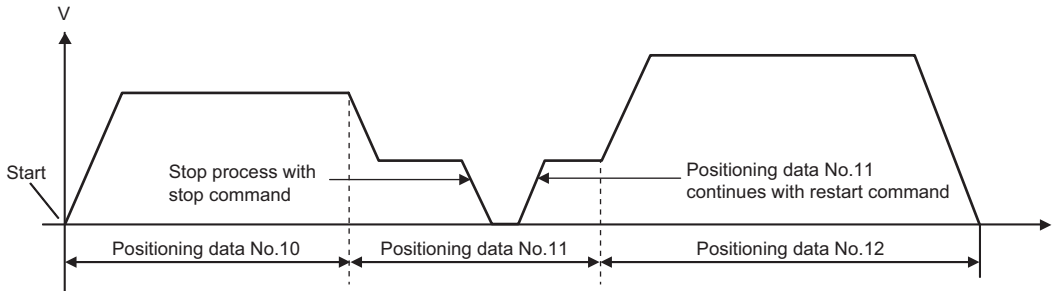 V
Start
Stop process with
stop command
Positioning data No.11
continues with restart command
Positioning data No.10
Positioning data No.11
Positioning data No.12